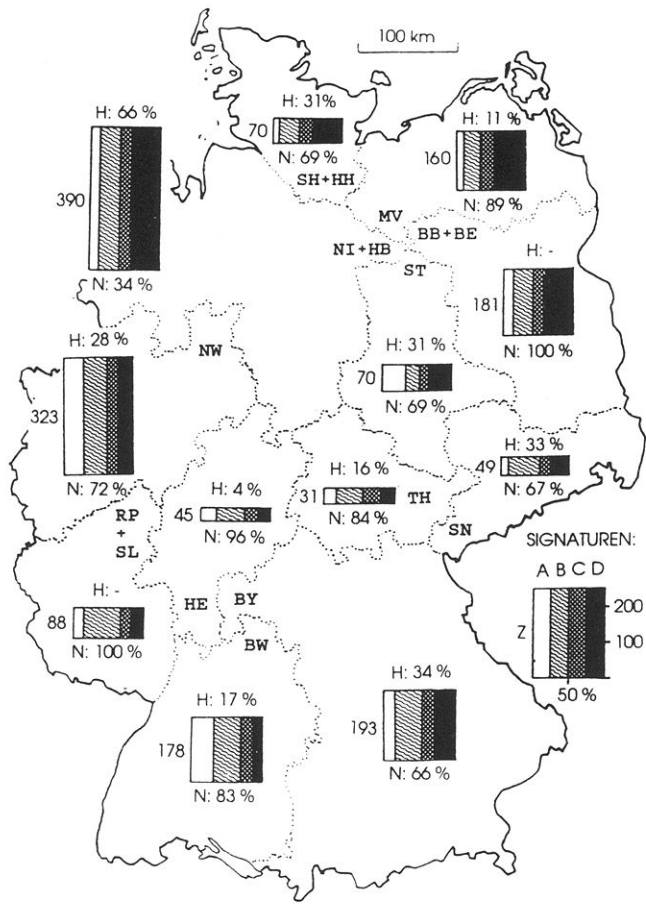 100 km
H: 66 %
390
N: 34 %
H: 31%
70
N: 69 %
SH+HH
H: 11 %
160
N: 89 %
MV
BB+BE
NI+HB
ST
H: -
181
N: 100 %
H: 28 %
323
N: 72 %
NW
H: 31 %
70
N: 69 %
H: 33 %
49
N: 67 %
H: 4 %
45
N: 96 %
H: 16 %
31
N: 84 %
TH
SN
RP
+
SL
SIGNATUREN:
A B C D
Z
200
100
50 %
H: -
88
N: 100 %
HE
BY
BW
H: 17 %
178
N: 83 %
H: 34 %
193
N: 66 %